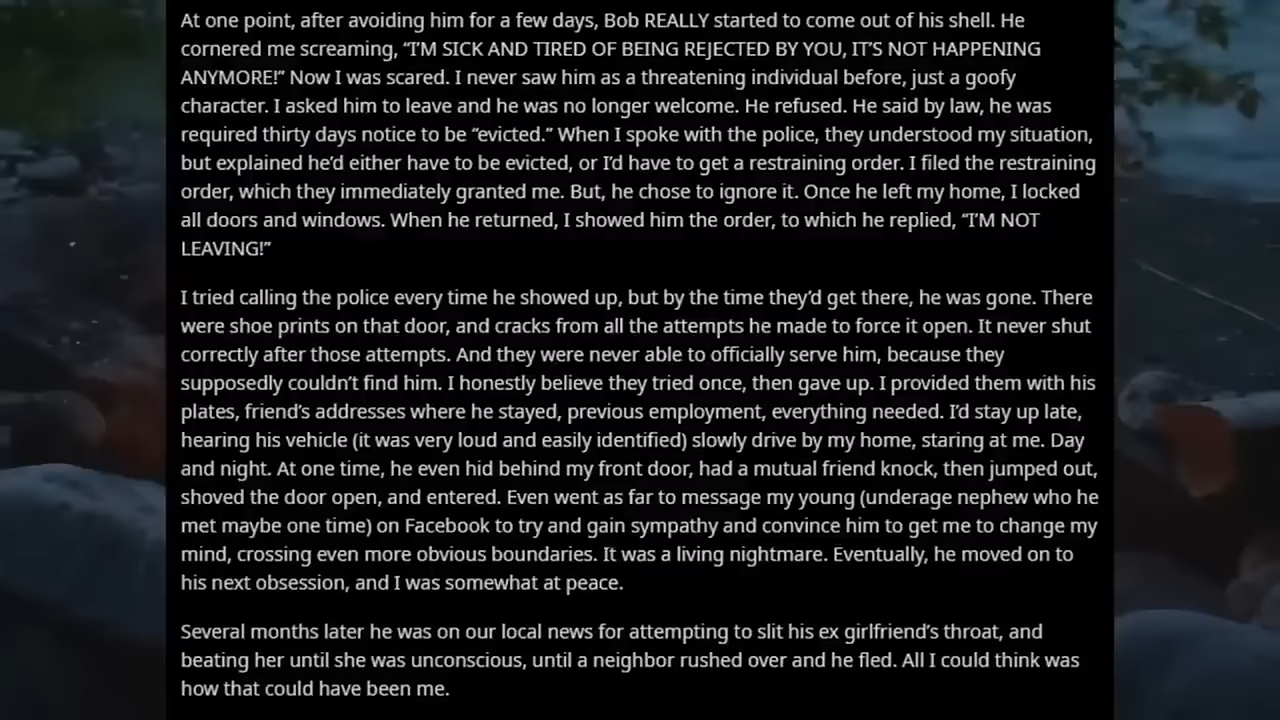 At one point, after avoiding him for a few days, Bob REALLY started to come out of his shell. He
cornered me screaming, “I’M SICK AND TIRED OF BEING REJECTED BY YOU, IT’S NOT HAPPENING
ANYMORE!” Now I was scared. I never saw him as a threatening individual before, just a goofy
character. I asked him to leave and he was no longer welcome. He refused. He said by law, he was
required thirty days notice to be “evicted.” When I spoke with the police, they understood my situation,
but explained he’d either have to be evicted, or I’d have to get a restraining order. I filed the restraining
order, which they immediately granted me. But, he chose to ignore it. Once he left my home, I locked
all doors and windows. When he returned, I showed him the order, to which he replied, “I’M NOT
LEAVING!”
I tried calling the police every time he showed up, but by the time they’d get there, he was gone. There
were shoe prints on that door, and cracks from all the attempts he made to force it open. It never shut
correctly after those attempts. And they were never able to officially serve him, because they
supposedly couldn’t find him. I honestly believe they tried once, then gave up. I provided them with his
plates, friend’s addresses where he stayed, previous employment, everything needed. I’d stay up late,
hearing his vehicle (it was very loud and easily identified) slowly drive by my home, staring at me. Day
and night. At one time, he even hid behind my front door, had a mutual friend knock, then jumped out,
shoved the door open, and entered. Even went as far to message my young (underage nephew who he
met maybe one time) on Facebook to try and gain sympathy and convince him to get me to change my
mind, crossing even more obvious boundaries. It was a living nightmare. Eventually, he moved on to
his next obsession, and I was somewhat at peace.
Several months later he was on our local news for attempting to slit his ex girlfriend’s throat, and
beating her until she was unconscious, until a neighbor rushed over and he fled. All I could think was
how that could have been me.